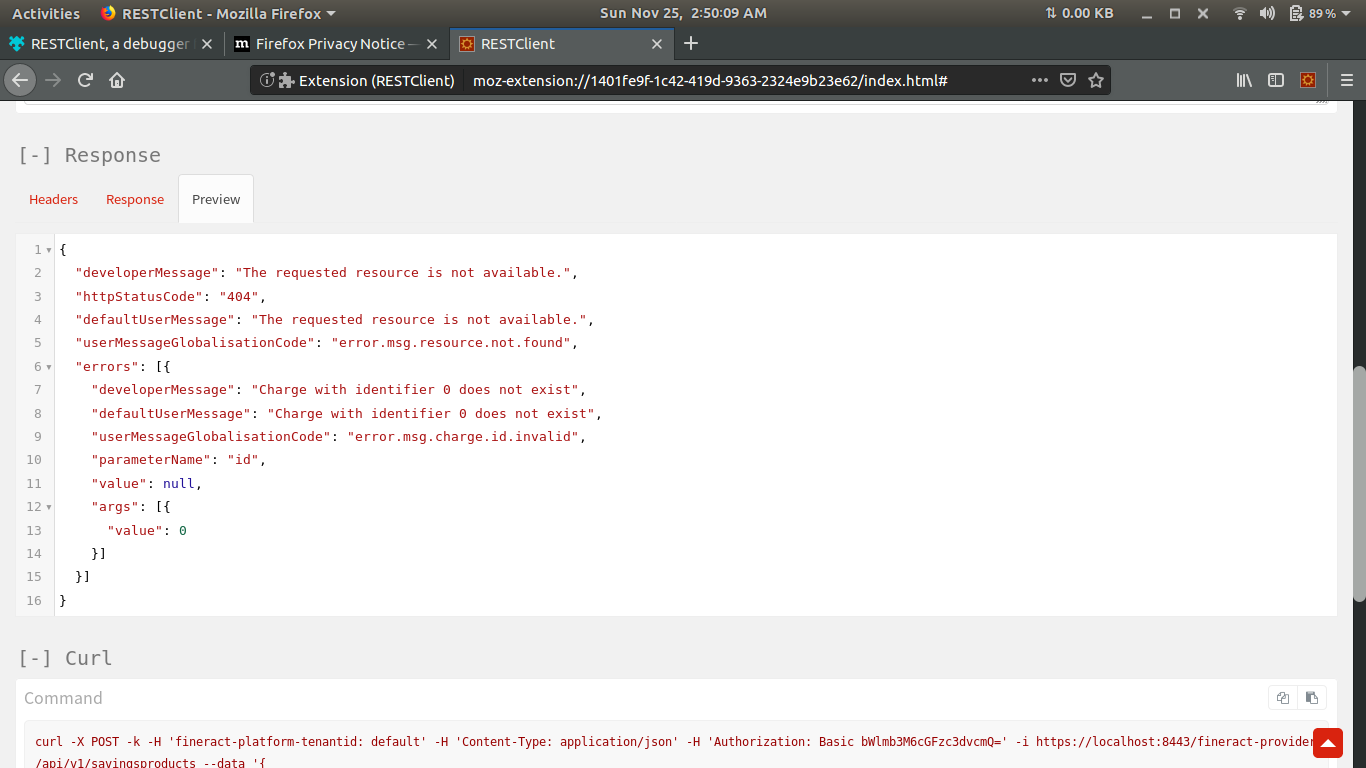 Activities RESTClient - Mozilla Firefox Sun Nov 25, 2:50:09 AM 0.00 KB 89%
RESTClient, a debugger Firefox Privacy Notice — RESTClient
Extension (RESTClient) moz-extension://1401fe9f-1c42-419d-9363-2324e9b23e62/index.html#
[-] Response
Headers Response Preview
1 {
2 "developerMessage": "The requested resource is not available.",
3 "httpStatusCode": "404",
4 "defaultUserMessage": "The requested resource is not available.",
5 "userMessageGlobalisationCode": "error.msg.resource.not.found",
6 "errors": [{
7 "developerMessage": "Charge with identifier 0 does not exist",
8 "defaultUserMessage": "Charge with identifier 0 does not exist",
9 "userMessageGlobalisationCode": "error.msg.charge.id.invalid",
10 "parameterName": "id",
11 "value": null,
12 "args": [{
13 "value": 0
14 }]
15 }]
16 }
[-] Curl
Command
curl -X POST -k -H 'fineract-platform-tenantid: default' -H 'Content-Type: application/json' -H 'Authorization: Basic bWlmb3M6cGFzc3dvcmQ=' -i https://localhost:8443/fineract-provider
/api/v1/savingsproducts --data '{